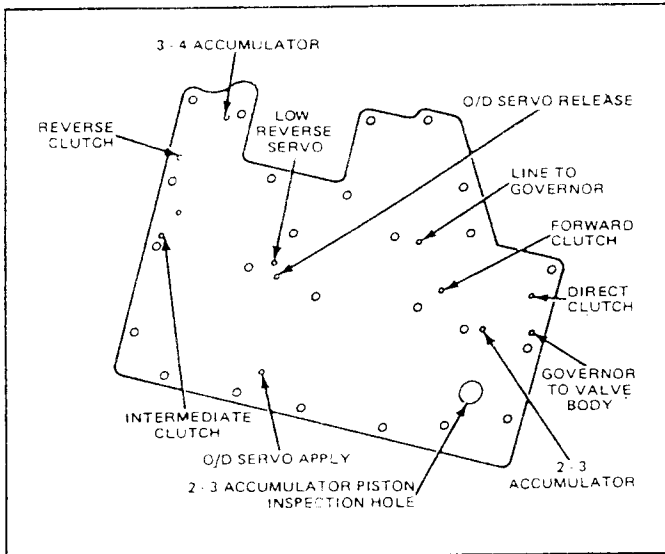 3 - 4 ACCUMULATOR
O/D SERVO RELEASE
LOW
REVERSE
SERVO
REVERSE
CLUTCH
LINE TO
GOVERNOR
FORWARD
CLUTCH
DIRECT
CLUTCH
GOVERNOR
TO VALVE
BODY
INTERMEDIATE
CLUTCH
O/D SERVO APPLY
2 - 3
ACCUMULATOR
2 - 3 ACCUMULATOR PISTON
INSPECTION HOLE